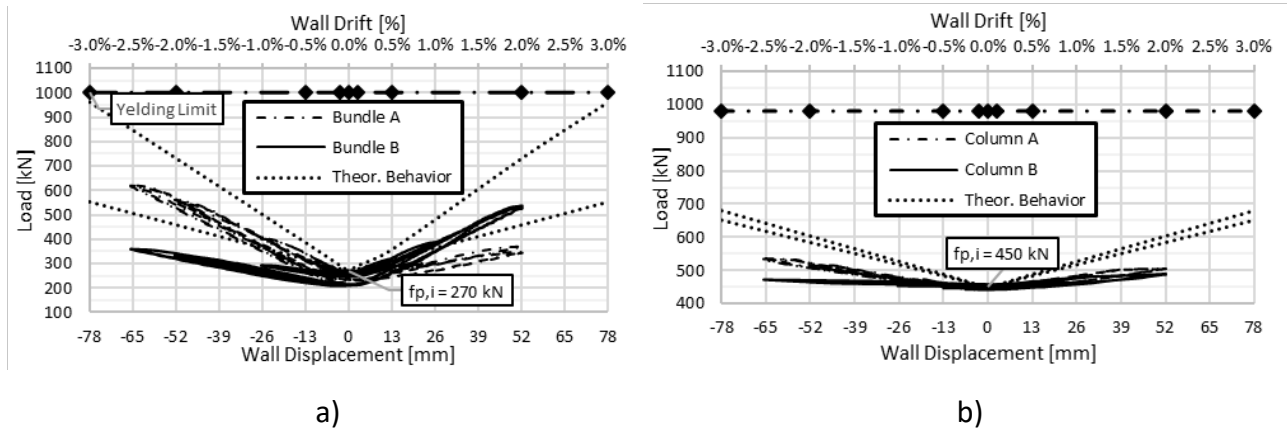 Wall Drift [%]
-3.0% -2.5% -2.0% -1.5% -1.0% -0.5% 0.0% 0.5% 1.0% 1.5% 2.0% 3.0%
1100
1000
900
800
700
600
500
400
300
200
100
Load [kN]
Yelding Limit
Bundle A
Bundle B
Theor. Behavior
fp,i = 270 kN
-78 -65 -52 -39 -26 -13 0 13 26 39 52 65 78
Wall Displacement [mm]
a)
Wall Drift [%]
-3.0% -2.5% -2.0% -1.5% -1.0% -0.5% 0.0% 0.5% 1.0% 1.5% 2.0% 3.0%
1100
1000
900
800
700
600
500
400
Load [kN]
Column A
Column B
Theor. Behavior
fp,i = 450 kN
-78 -65 -52 -39 -26 -13 0 13 26 39 52 65 78
Wall Displacement [mm]
b)